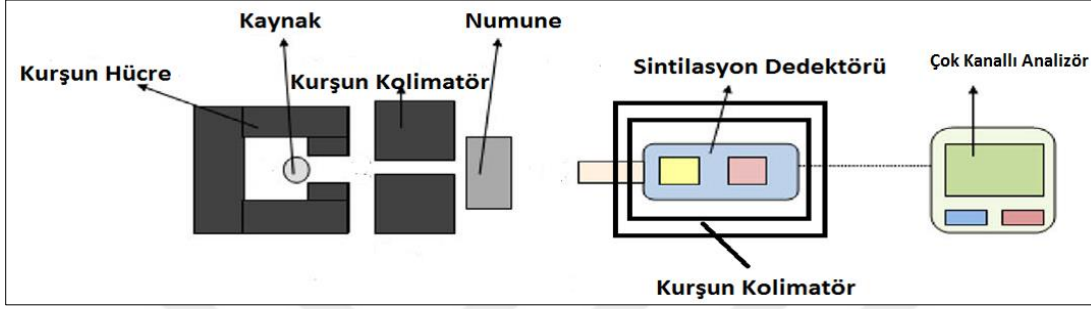 Kaynak
Numune
Kurşun Hücre
Kurşun Kolimatör
Sintilasyon Dedektörü
Çok Kanallı Analizör
Kurşun Kolimatör